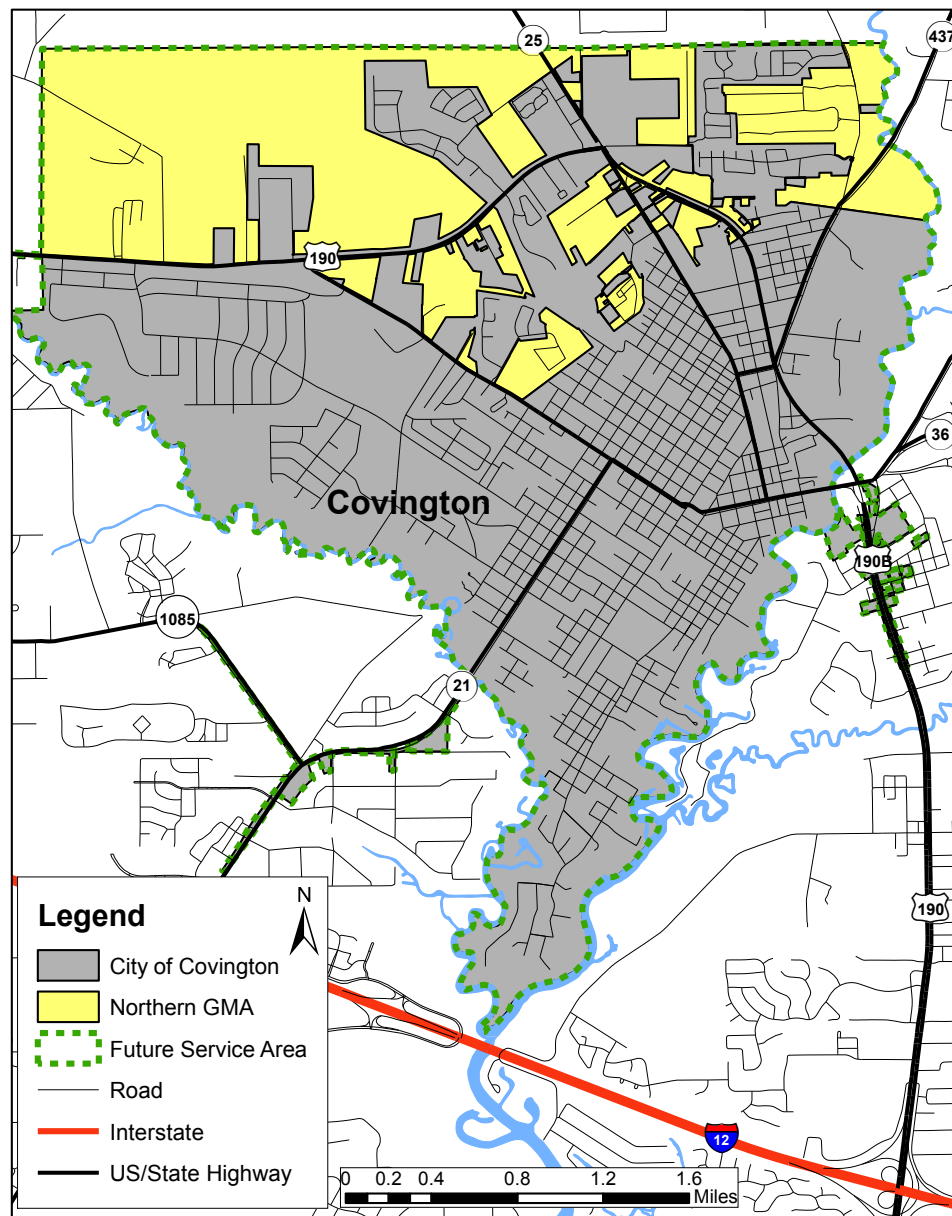 25
437
190
36
Covington
190B
1085
21
190
Legend
N
City of Covington
Northern GMA
Future Service Area
Road
Interstate
US/State Highway
12
0 0.2 0.4 0.8 1.2 1.6
Miles